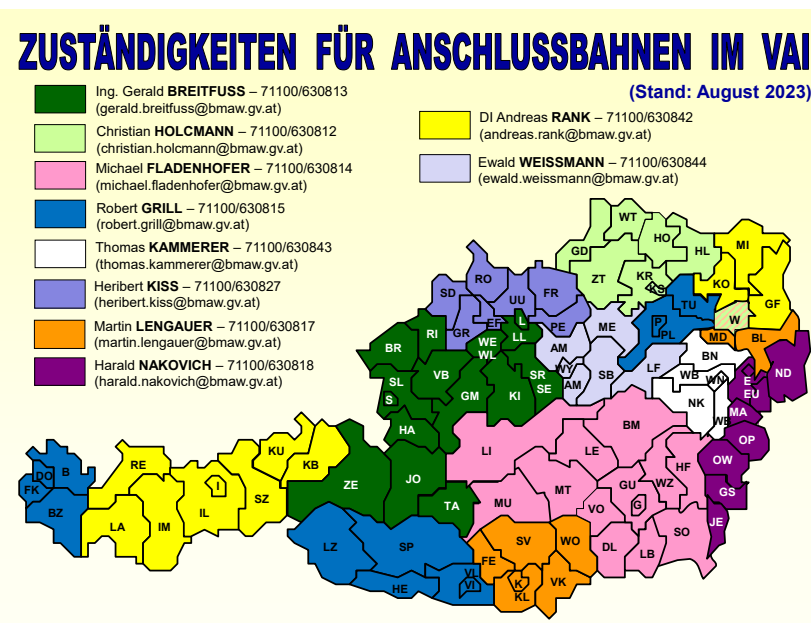 ZUSTÄNDIGKEITEN FÜR ANSCHLUSSBAHNEN IM VAI
(Stand: August 2023)
Ing. Gerald BREITFUSS – 71100/630813
(gerald.breitfuss@bmaw.gv.at)
Christian HOLCMANN – 71100/630812
(christian.holcmann@bmaw.gv.at)
Michael FLADENHOFER – 71100/630814
(michael.fladenhofer@bmaw.gv.at)
Robert GRILL – 71100/630815
(robert.grill@bmaw.gv.at)
Thomas KAMMERER – 71100/630843
(thomas.kammerer@bmaw.gv.at)
Heribert KISS – 71100/630827
(heribert.kiss@bmaw.gv.at)
Martin LENGAUER – 71100/630817
(martin.lengauer@bmaw.gv.at)
Harald NAKOVICH – 71100/630818
(harald.nakovich@bmaw.gv.at)
DI Andreas RANK – 71100/630842
(andreas.rank@bmaw.gv.at)
Ewald WEISSMANN – 71100/630844
(ewald.weissmann@bmaw.gv.at)
WT
GD HO HL MI
ZT KR KS KO
RO SD UU FR TU GF
GR EF L PE ME P PL W
RI WE LL MD BL
BR WL AM BN
VB WY LF WB WN ND
SL SR SB E
S GM KI SE AM EU
NK MA
HA BM WB
KU LI OP
RE KB LE OW
B DO ZE JO HF
FK I GU WZ GS
BZ IL SZ MU MT G
LA IM TA VO JE
SV WO SO
LZ SP FE DL LB
VL
HE VI K VK
KL